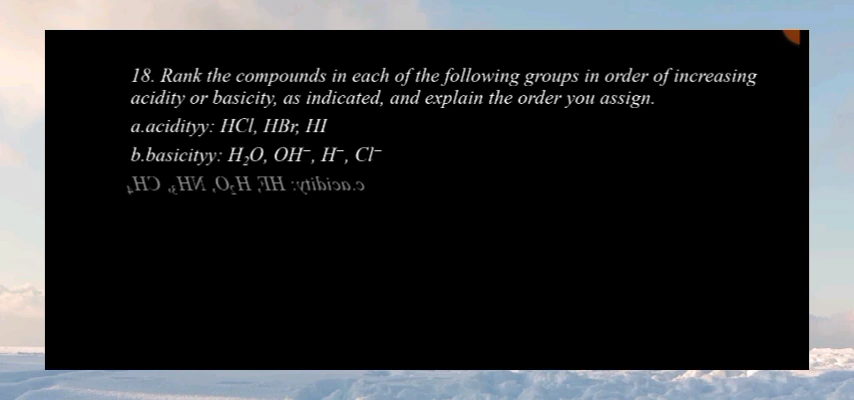 18. Rank the compounds in each of the following groups in order of increasing
acidity or basicity, as indicated, and explain the order you assign.
a.acidityy: HCl, HBr, HI
b.basicityy: H₂O, OH⁻, H⁻, Cl⁻
c.acidity: HF, H₂O, NH₃, CH₄